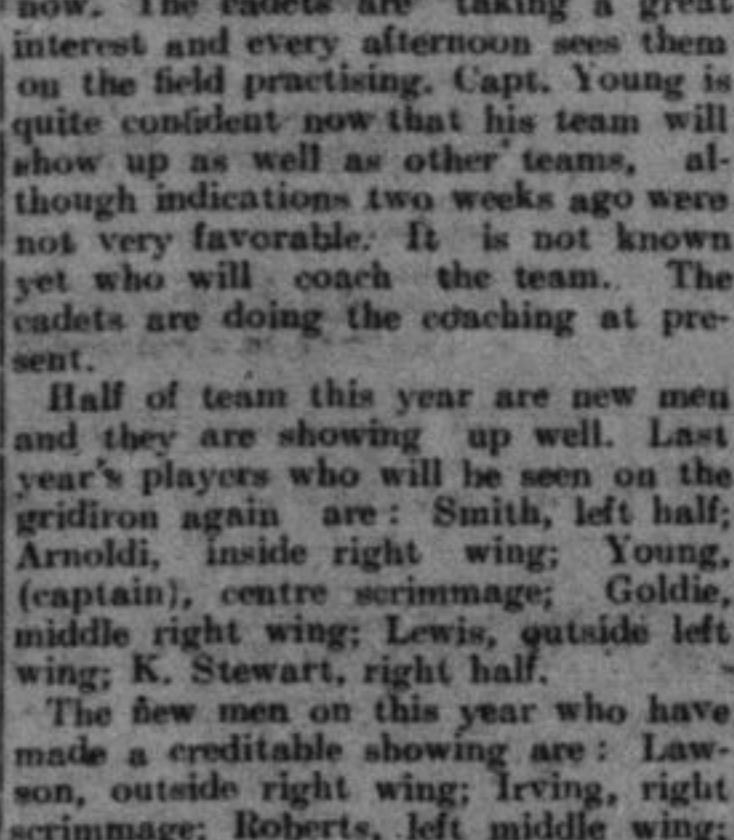 now. The cadets are taking a great
interest and every afternoon sees them
on the field practising. Capt. Young is
quite confident now that his team will
show up as well as other teams, al-
though indications two weeks ago were
not very favorable. It is not known
yet who will coach the team. The
cadets are doing the coaching at pre-
sent.
Half of team this year are new men
and they are showing up well. Last
year's players who will be seen on the
gridiron again are: Smith, left half;
Arnoldi, inside right wing; Young,
(captain), centre scrimmage; Goldie,
middle right wing; Lewis, outside left
wing; K. Stewart, right half.
The new men on this year who have
made a creditable showing are: Law-
son, outside right wing; Irving, right
scrimmage; Roberts, left middle wing;